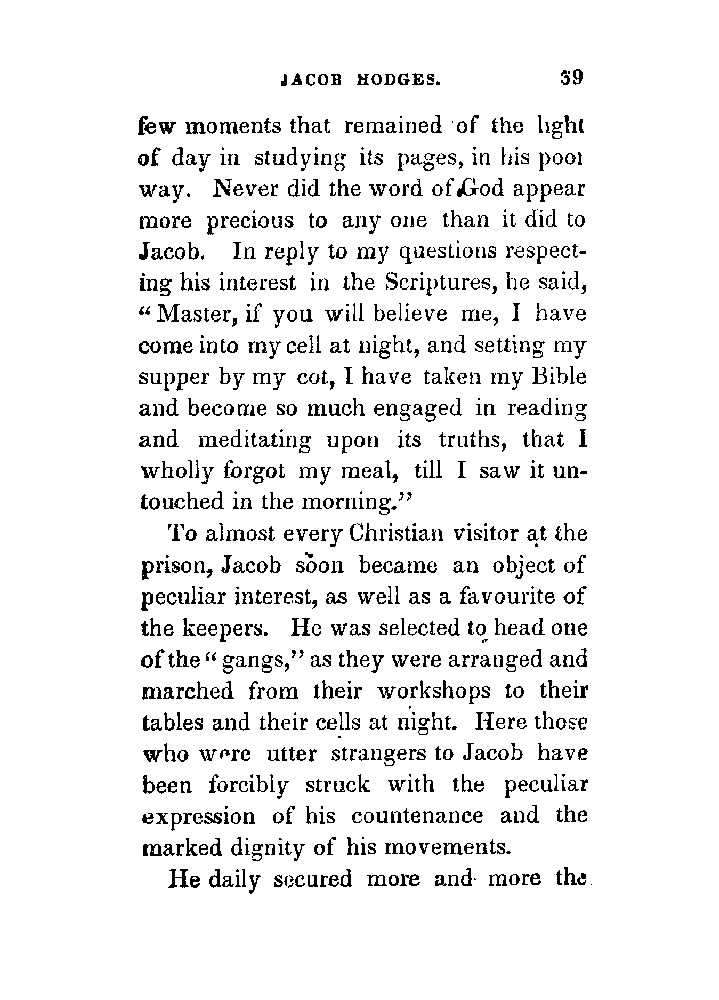 JACOB HODGES. 39
few moments that remained of the light
of day in studying its pages, in his poor
way. Never did the word of God appear
more precious to any one than it did to
Jacob. In reply to my questions respect-
ing his interest in the Scriptures, he said,
“Master, if you will believe me, I have
come into my cell at night, and setting my
supper by my cot, I have taken my Bible
and become so much engaged in reading
and meditating upon its truths, that I
wholly forgot my meal, till I saw it un-
touched in the morning.”
To almost every Christian visitor at the
prison, Jacob soon became an object of
peculiar interest, as well as a favourite of
the keepers. He was selected to head one
of the “gangs,” as they were arranged and
marched from their workshops to their
tables and their cells at night. Here those
who were utter strangers to Jacob have
been forcibly struck with the peculiar
expression of his countenance and the
marked dignity of his movements.
He daily secured more and more the